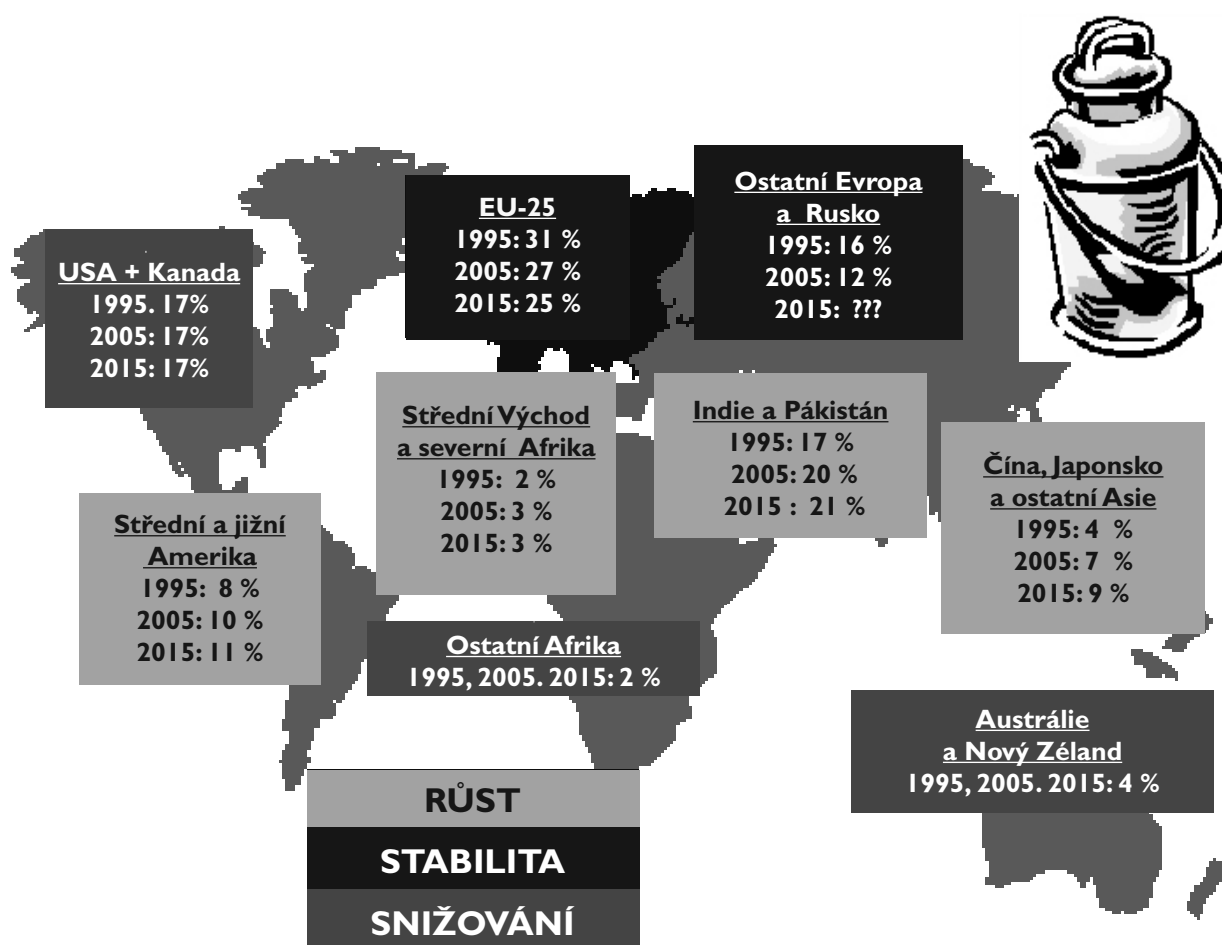 EU-25
1995: 31 %
2005: 27 %
2015: 25 %
Ostatní Evropa
a Rusko
1995: 16 %
2005: 12 %
2015: ???
USA + Kanada
1995. 17%
2005: 17%
2015: 17%
Střední Východ
a severní Afrika
1995: 2 %
2005: 3 %
2015: 3 %
Indie a Pákistán
1995: 17 %
2005: 20 %
2015 : 21 %
Čína, Japonsko
a ostatní Asie
1995: 4 %
2005: 7 %
2015: 9 %
Střední a jižní
Amerika
1995: 8 %
2005: 10 %
2015: 11 %
Ostatní Afrika
1995, 2005. 2015: 2 %
Austrálie
a Nový Zéland
1995, 2005. 2015: 4 %
RŮST
STABILITA
SNIŽOVÁNÍ